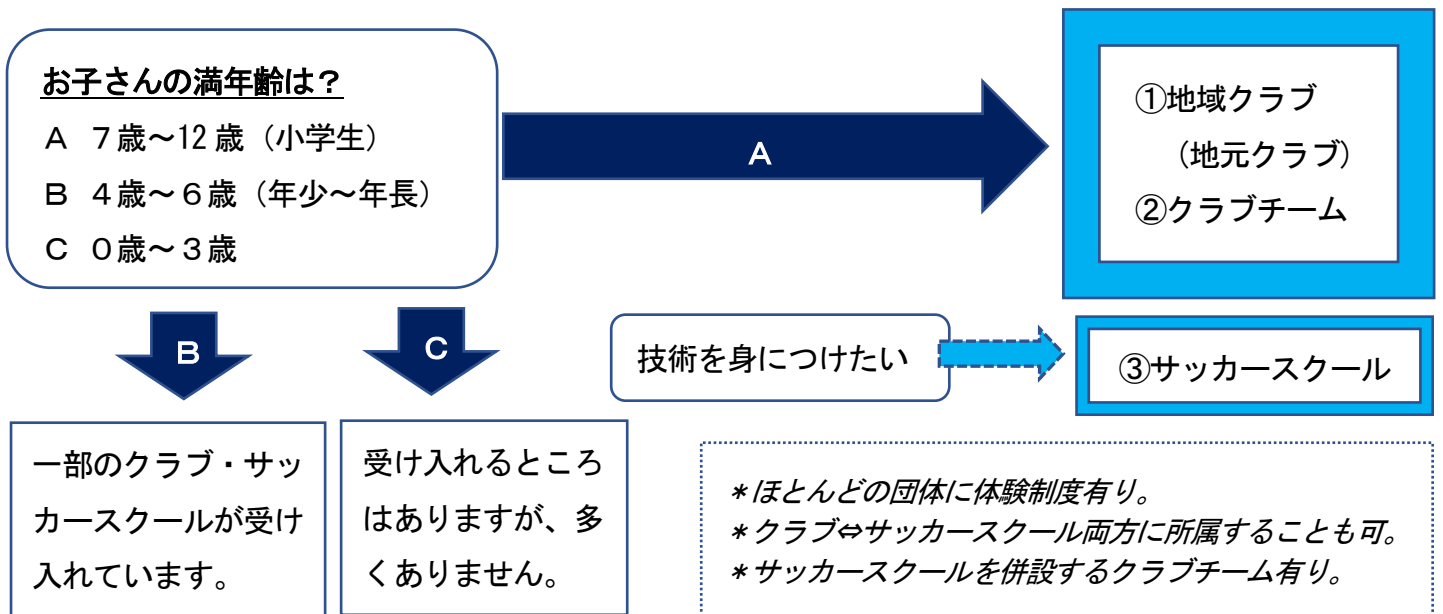 お子さんの満年齢は？
A ７歳～12歳（小学生）
B ４歳～６歳（年少～年長）
C ０歳～３歳
A
①地域クラブ
（地元クラブ）
②クラブチーム
B
C
技術を身につけたい
③サッカースクール
一部のクラブ・サッ
カースクールが受け
入れています。
受け入れるところ
はありますが、多
くありません。
＊ほとんどの団体に体験制度有り。
＊クラブ⇔サッカースクール両方に所属することも可。
＊サッカースクールを併設するクラブチーム有り。